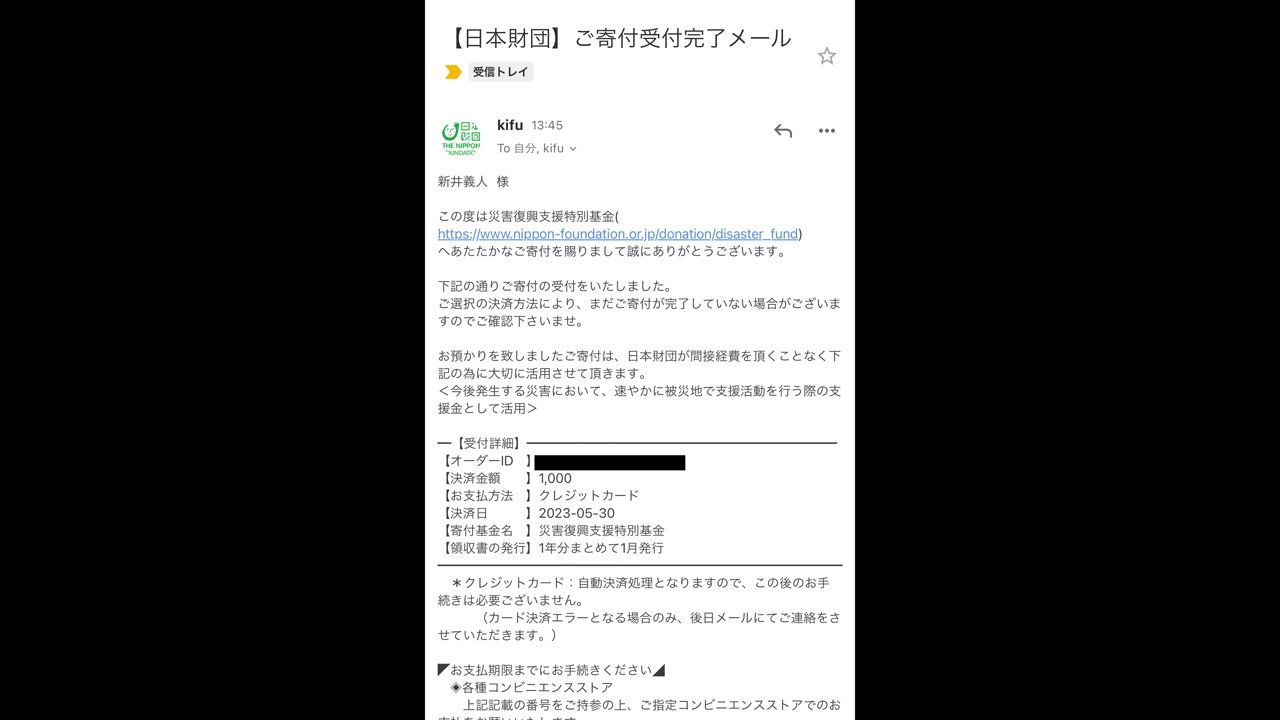 【日本財団】ご寄付受付完了メール
受信トレイ
日本
財団
THE NIPPON
kifu 13:45
To 自分, kifu
新井義人 様
この度は災害復興支援特別基金(
https://www.nippon-foundation.or.jp/donation/disaster_fund)
へあたたかなご寄付を賜りまして誠にありがとうございます。
下記の通りご寄付の受付をいたしました。
ご選択の決済方法により、まだご寄付が完了していない場合がございま
すのでご確認下さいませ。
お預かりを致しましたご寄付は、日本財団が間接経費を頂くことなく下
記の為に大切に活用させて頂きます。
＜今後発生する災害において、速やかに被災地で支援活動を行う際の支
援金として活用＞
━【受付詳細】━━━━━━━━━━━━━━━━━━━━━━━━━
【オーダーID 】
【決済金額 】1,000
【お支払方法 】クレジットカード
【決済日 】2023-05-30
【寄付基金名 】災害復興支援特別基金
【領収書の発行】1年分まとめて1月発行
＊クレジットカード：自動決済処理となりますので、この後のお手
続きは必要ございません。
（カード決済エラーとなる場合のみ、後日メールにてご連絡をさ
せていただきます。）
◤お支払期限までにお手続きください◢
◈各種コンビニエンスストア
上記記載の番号をご持参の上、ご指定コンビニエンスストアでのお